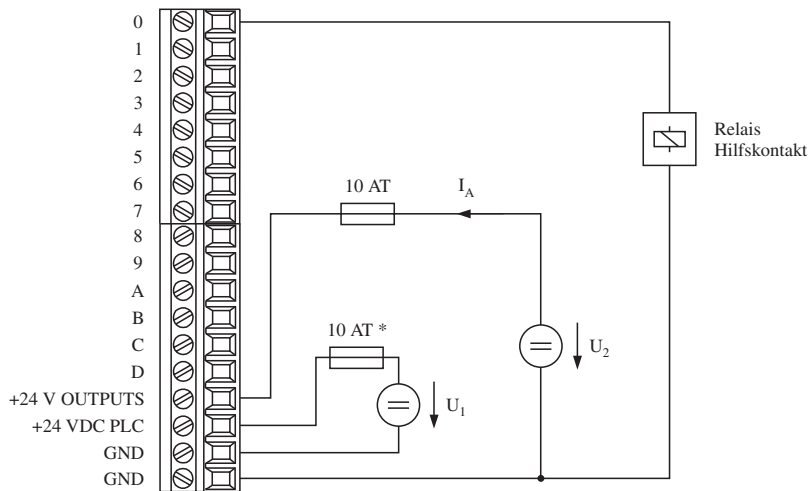 0
1
2
3
4
5
6
7
8
9
A
B
C
D
+24 V OUTPUTS
+24 VDC PLC
GND
GND
10 AT
I_A
10 AT *
U_1
U_2
Relais
Hilfskontakt